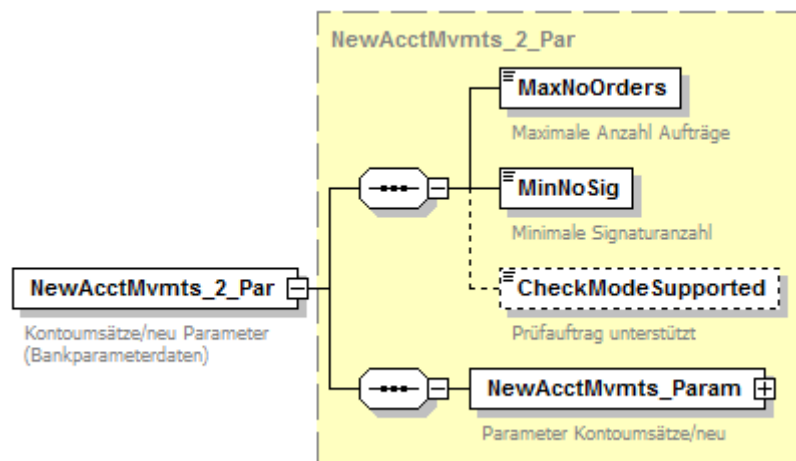 NewAcctMvmts_2_Par
MaxNoOrders
Maximale Anzahl Aufträge
MinNoSig
Minimale Signaturanzahl
NewAcctMvmts_2_Par
Kontoumsätze/neu Parameter
(Bankparameterdaten)
CheckModeSupported
Prüfauftrag unterstützt
NewAcctMvmts_Param
Parameter Kontoumsätze/neu